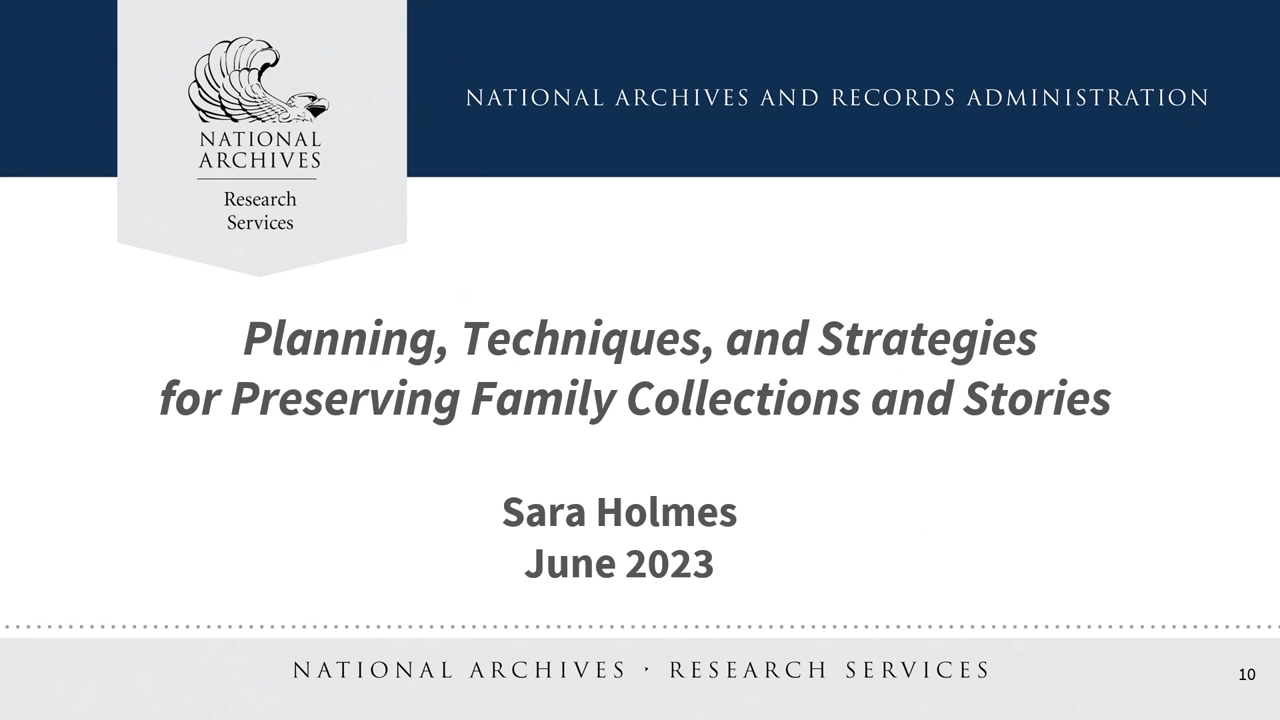 NATIONAL ARCHIVES AND RECORDS ADMINISTRATION
NATIONAL
ARCHIVES
Research
Services
Planning, Techniques, and Strategies
for Preserving Family Collections and Stories
Sara Holmes
June 2023
NATIONAL ARCHIVES · RESEARCH SERVICES
10